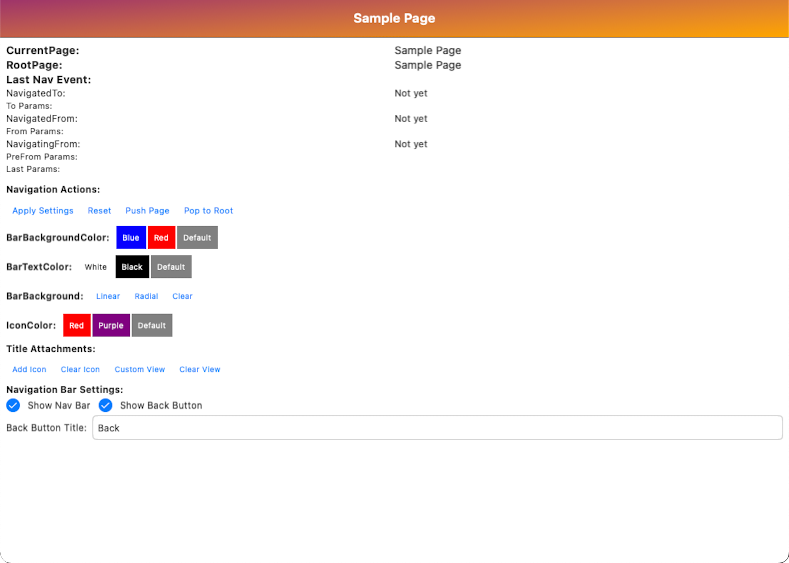 Sample Page
CurrentPage: Sample Page
RootPage: Sample Page
Last Nav Event:
NavigatedTo: Not yet
To Params:
NavigatedFrom: Not yet
From Params:
NavigatingFrom: Not yet
PreFrom Params:
Last Params:
Navigation Actions:
Apply Settings Reset Push Page Pop to Root
BarBackgroundColor: Blue Red Default
BarTextColor: White Black Default
BarBackground: Linear Radial Clear
IconColor: Red Purple Default
Title Attachments:
Add Icon Clear Icon Custom View Clear View
Navigation Bar Settings:
Show Nav Bar Show Back Button
Back Button Title: Back